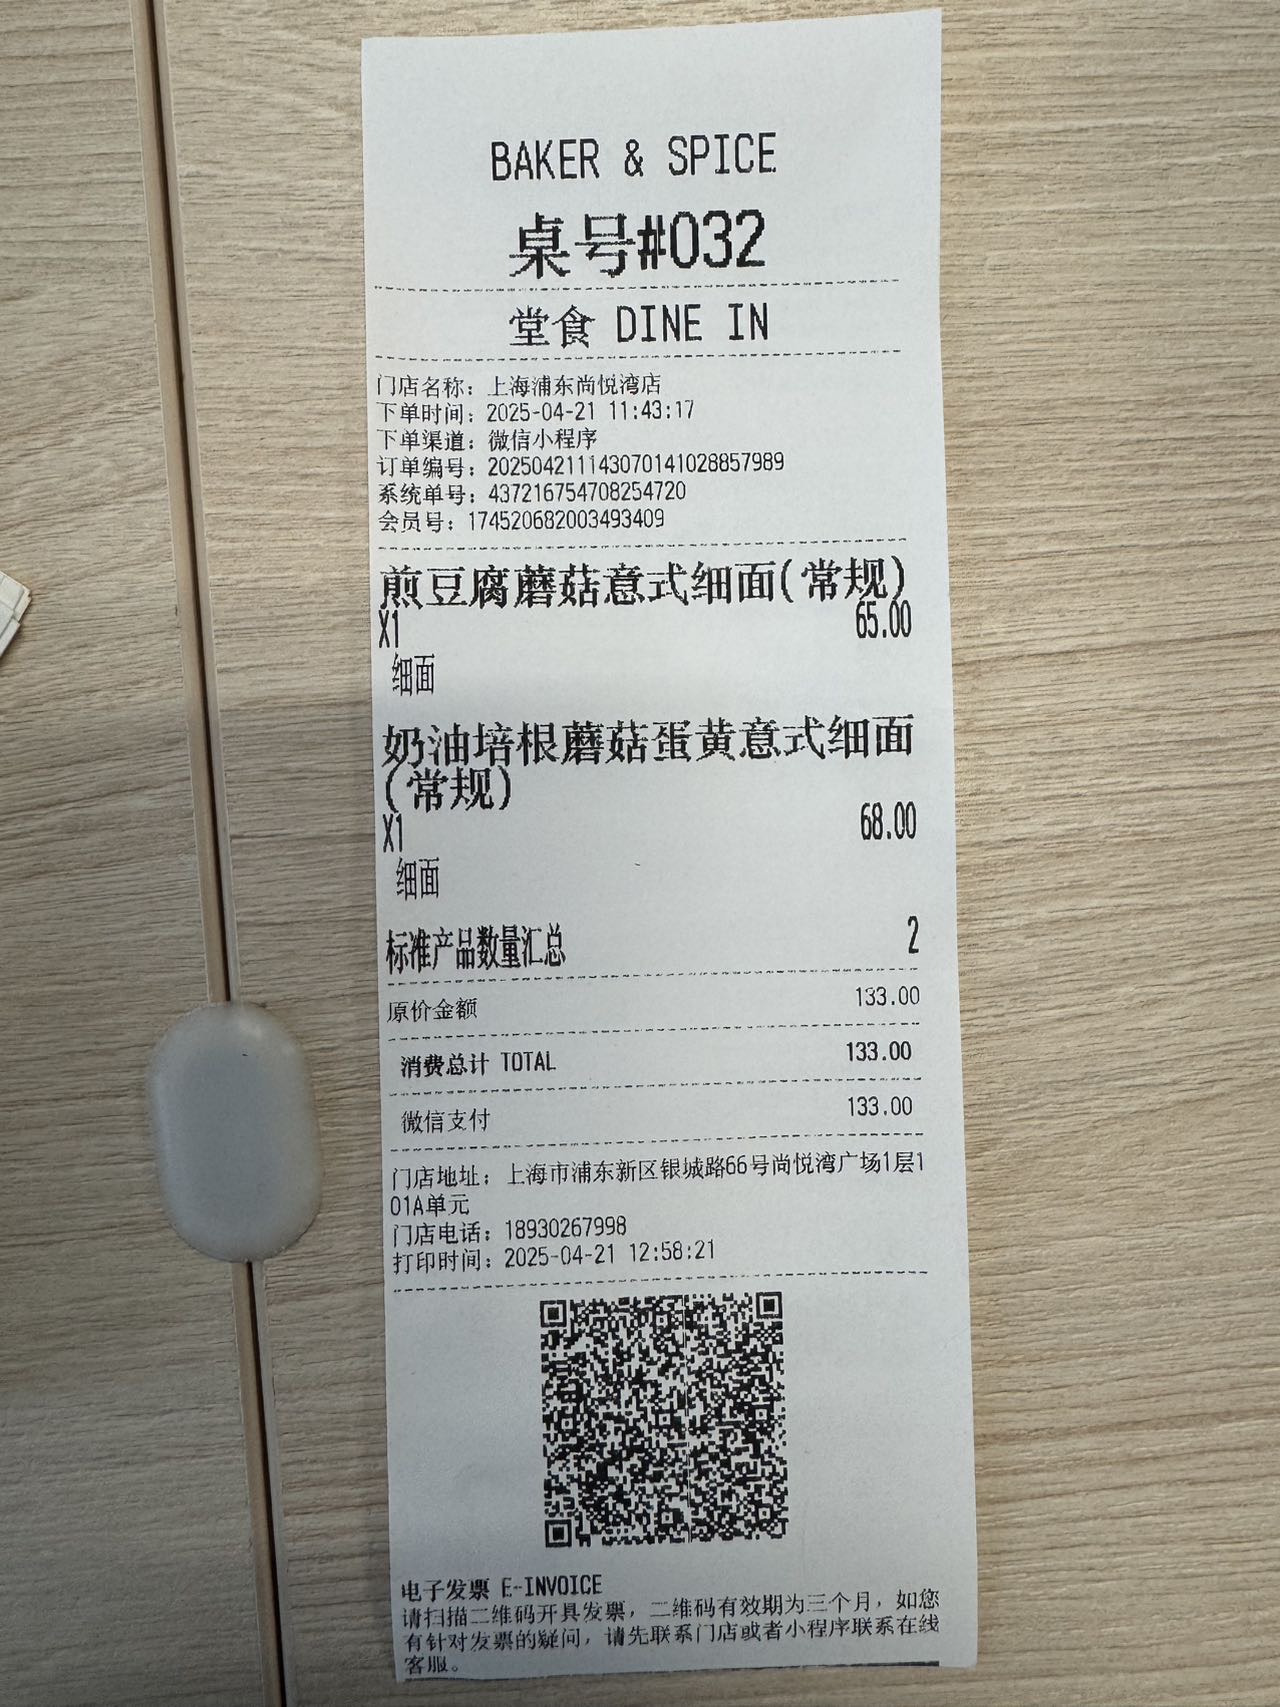 BAKER & SPICE
桌号#032
堂食 DINE IN
门店名称：上海浦东尚悦湾店
下单时间：2025-04-21 11:43:17
下单渠道：微信小程序
订单编号：202504211143070141028857989
系统单号：437216754708254720
会员号：174520682003493409
煎豆腐蘑菇意式细面(常规)
X1 65.00
细面
奶油培根蘑菇蛋黄意式细面
(常规)
X1 68.00
细面
标准产品数量汇总 2
原价金额 133.00
消费总计 TOTAL 133.00
微信支付 133.00
门店地址：上海市浦东新区银城路66号尚悦湾广场1层1
01A单元
门店电话：18930267998
打印时间：2025-04-21 12:58:21
电子发票 E-INVOICE
请扫描二维码开具发票，二维码有效期为三个月，如您
有针对发票的疑问，请先联系门店或者小程序联系在线
客服。